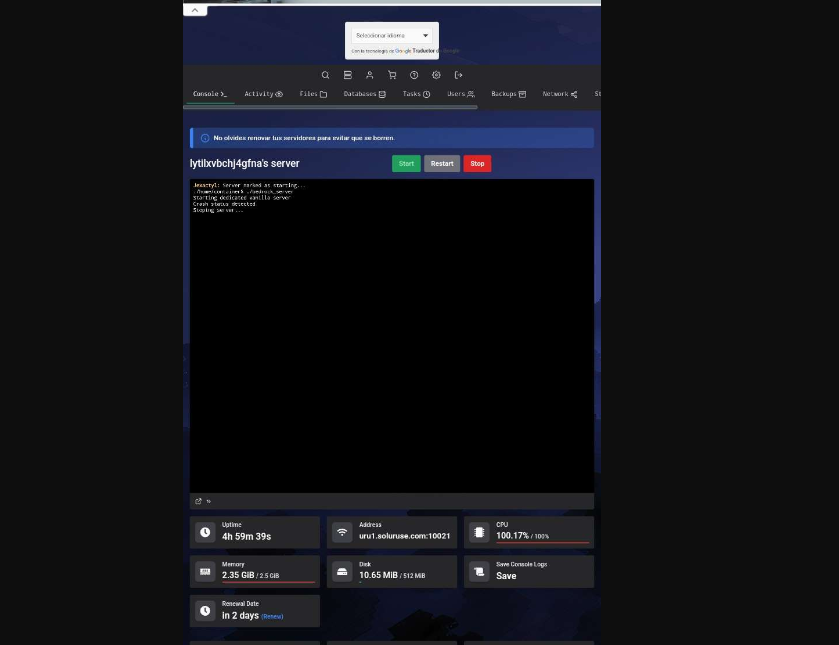 Seleccionar idioma
Con la tecnología de Google Traductor de Google
Console
Activity
Files
Databases
Tasks
Users
Backups
Network
St
No olvides renovar tus servidores para evitar que se borren.
lytilxvbchj4gfna's server
Start
Restart
Stop
Jexactyl: Server marked as starting...
:/home/container$ ./bedrock_server
Starting dedicated vanilla server
Crash status detected
Stoping server...
Uptime
4h 59m 39s
Address
uru1.soluruse.com:10021
CPU
100.17% / 100%
Memory
2.35 GiB / 2.5 GiB
Disk
10.65 MiB / 512 MiB
Save Console Logs
Save
Renewal Date
in 2 days (Renew)